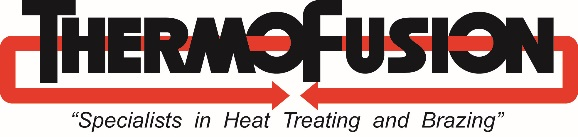 THERMOFUSION
“Specialists in Heat Treating and Brazing”